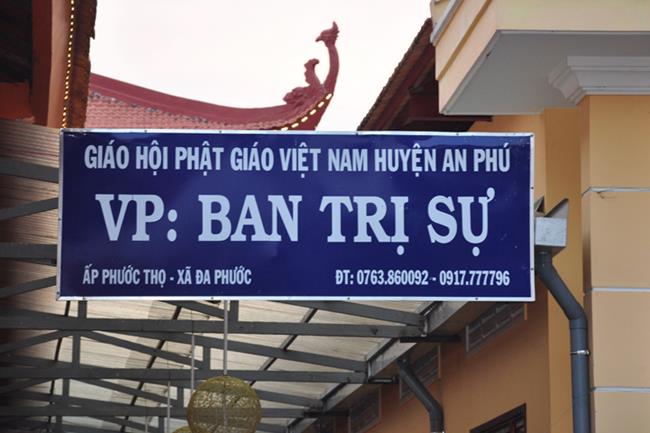 GIÁO HỘI PHẬT GIÁO VIỆT NAM HUYỆN AN PHÚ
VP: BAN TRỊ SỰ
ẤP PHƯỚC THỌ - XÃ ĐA PHƯỚC ĐT: 0763.860092 - 0917.777796